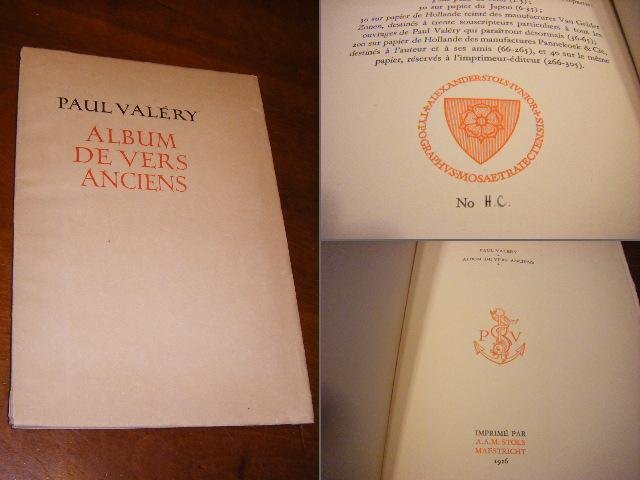 PAUL VALÉRY
ALBUM
DE VERS
ANCIENS
6 sur papier du Japon (6-35);
30 sur papier de Hollande teinté des manufactures Van Gelder
Zonen, destinés à trente souscripteurs particuliers à tous les
ouvrages de Paul Valéry qui paraîtront désormais (36-65);
200 sur papier de Hollande des manufactures Pannekoek & Cie,
destinés à l'auteur et à ses amis (66-265), et 40 sur le même
papier, réservés à l'imprimeur-éditeur (266-305).
ALEXANDER·STOLS·IVNIOR
TYPOGRAPHVS·MOSAETRAIECTENSIS
No H.C.
PAUL VALÉRY
ALBUM DE VERS ANCIENS
P V
IMPRIMÉ PAR
A.A.M. STOLS
MAESTRICHT
1926